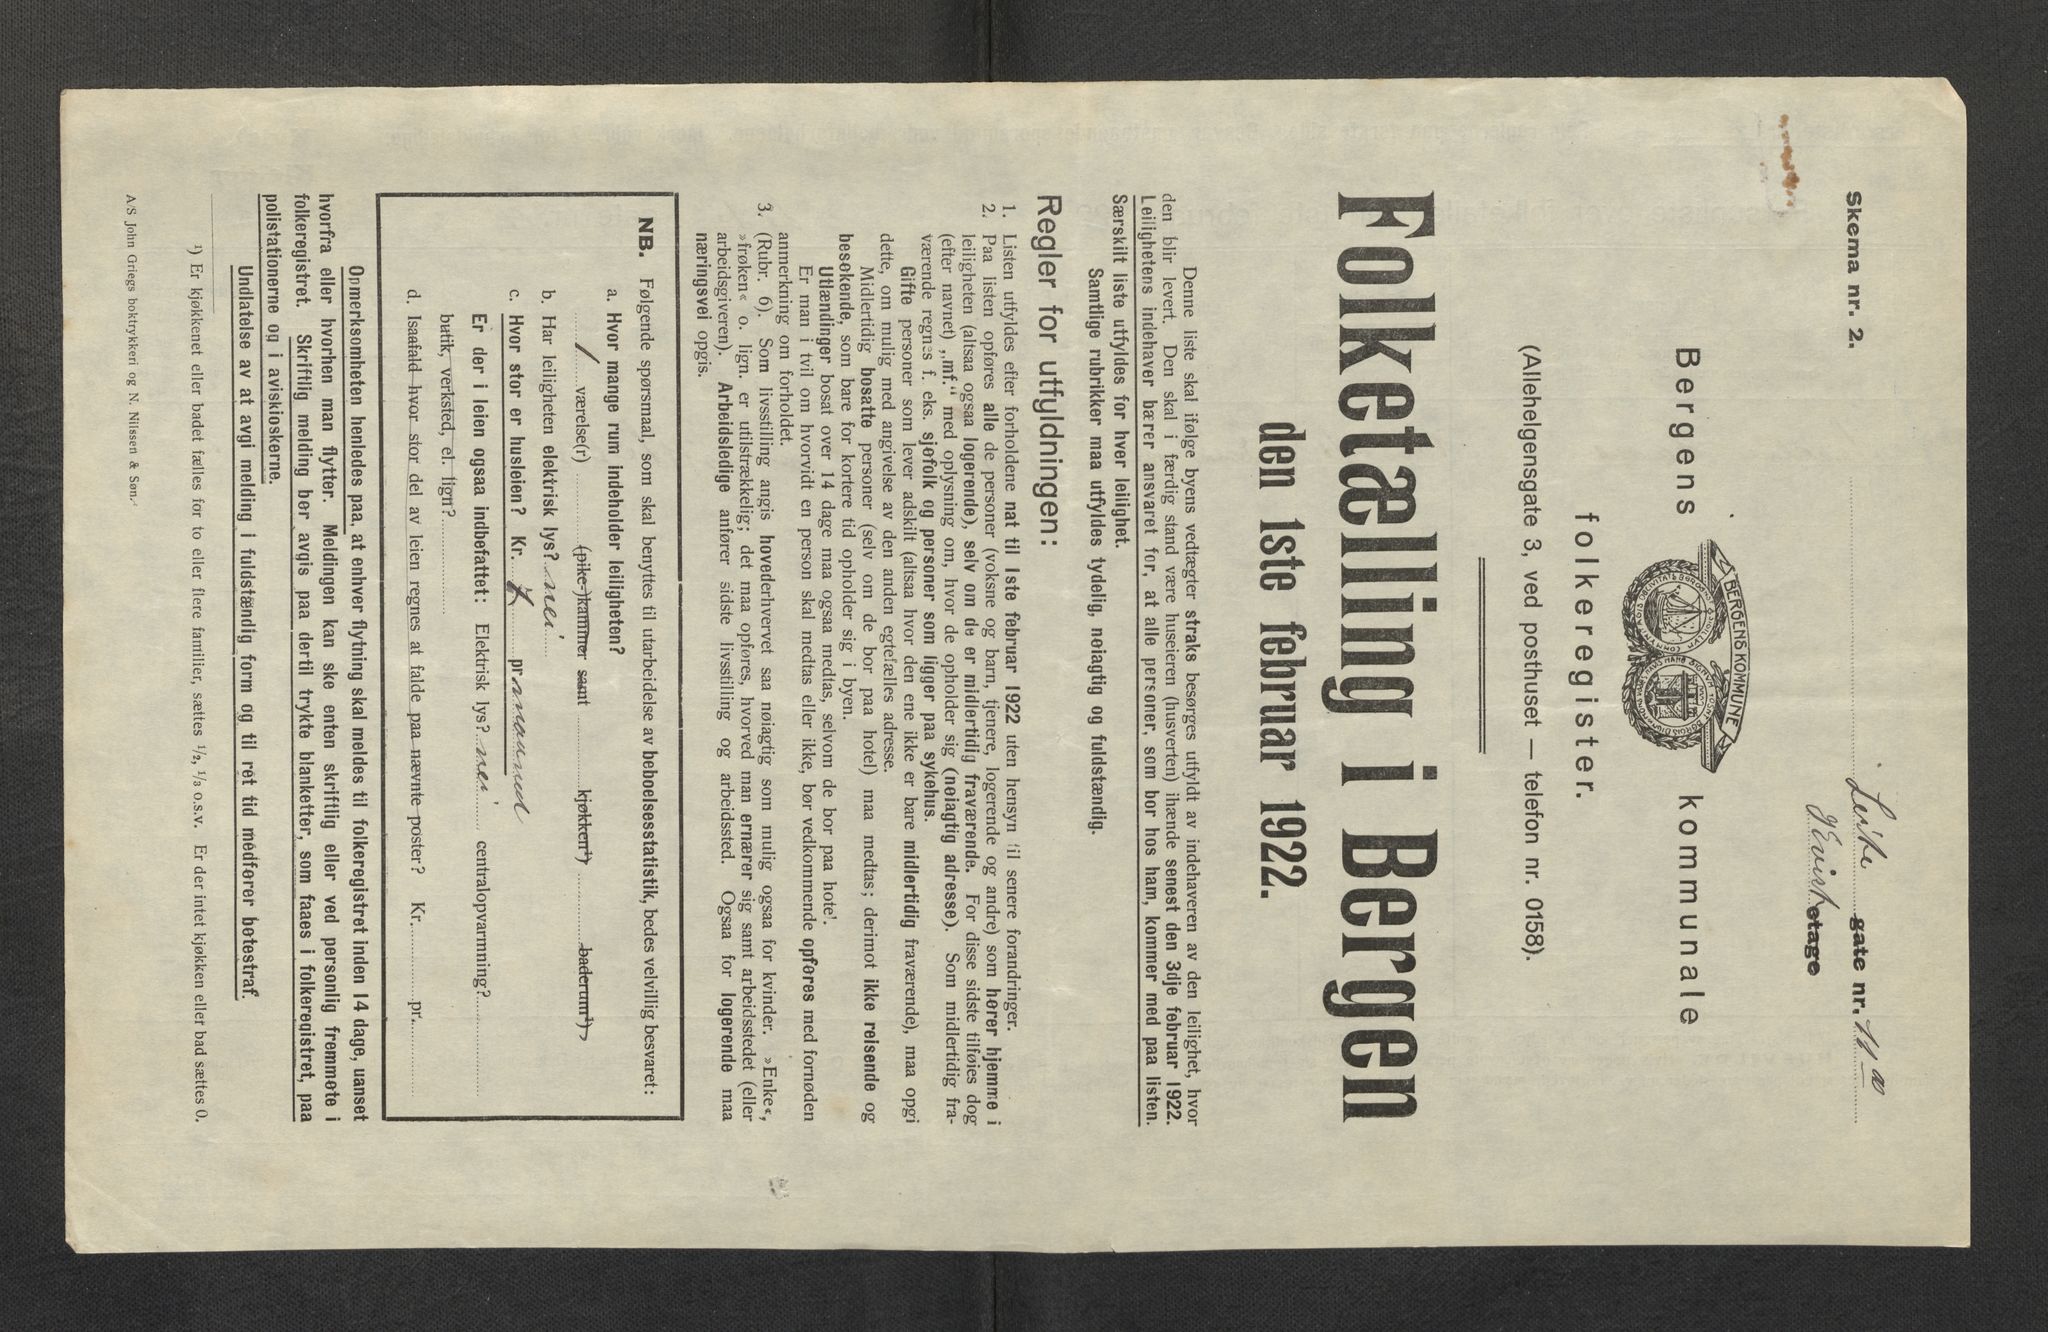 Skema nr. 2.
gate nr. 11 a
Kvist etage
BERGENS KOMMUNE
Bergens kommunale
folkeregister.
(Allehelgensgate 3, ved posthuset — telefon nr. 0158).
Folketælling i Bergen
den 1ste februar 1922.
Denne liste skal ifølge byens vedtægter straks besørges utfyldt av indehaveren av den leilighet, hvor
den blir levert. Den skal i færdig stand være huseieren (husverten) ihænde senest den 3dje februar 1922.
Leilighetens indehaver bærer ansvaret for, at alle personer, som bor hos ham, kommer med paa listen.
Særskilt liste utfyldes for hver leilighet.
Samtlige rubrikker maa utfyldes tydelig, nøiagtig og fuldstændig.
Regler for utfyldningen:
1. Listen utfyldes efter forholdene nat til 1ste februar 1922 uten hensyn til senere forandringer.
2. Paa listen opføres alle de personer (voksne og barn, tjenere, logerende og andre) som hører hjemme i
leiligheten (altsaa ogsaa logerende), selv om de er midlertidig fraværende. For disse sidste tilføies dog
(efter navnet) „mf.“ med oplysning om, hvor de opholder sig (nøiagtig adresse). Som midlertidig fra-
værende regnes f. eks. sjøfolk og personer som ligger paa sykehus.
Gifte personer som lever adskilt (altsaa hvor den ene ikke er bare midlertidig fraværende), maa opgi
dette, om mulig med angivelse av den anden egtefælles adresse.
Midlertidig bosatte personer (selv om de bor paa hotel) maa medtas; derimot ikke reisende og
besøkende, som bare for kortere tid opholder sig i byen.
Utlændinger bosat over 14 dage maa ogsaa medtas, selvom de bor paa hotel.
Er man i tvil om hvorvidt en person skal medtas eller ikke, bør vedkommende opføres med fornøden
anmerkning om forholdet.
3. (Rubr. 6). Som livsstilling angis hovederhvervet saa nøiagtig som mulig ogsaa for kvinder. »Enke«,
»frøken« o. lign. er utilstrækkelig; det maa opføres, hvorved man ernærer sig samt arbeidsstedet (eller
arbeidsgiveren). Arbeidsledige anfører sidste livsstilling og arbeidssted. Ogsaa for logerende maa
næringsvei opgis.
NB. Følgende spørsmaal, som skal benyttes til utarbeidelse av beboelsesstatistik, bedes velvillig besvaret:
a. Hvor mange rum indeholder leiligheten?
1 værelse(r) (pike-)kammer samt kjøkken¹) baderum¹)
b. Har leiligheten elektrisk lys? nei
c. Hvor stor er husleien? Kr. pr. maaned
Er der i leien ogsaa indbefattet: Elektrisk lys? nei centralopvarmning?
butik, verksted, el. lign?
d. Isaafald hvor stor del av leien regnes at falde paa nævnte poster? Kr. pr.
Opmerksomheten henledes paa, at enhver flytning skal meldes til folkeregistret inden 14 dage, uanset
hvorfra eller hvorhen man flytter. Meldingen kan ske enten skriftlig eller ved personlig fremmøte i
folkeregistret. Skriftlig melding bør avgis paa dertil trykte blanketter, som faaes i folkeregistret, paa
polistationerne og i aviskioskerne.
Undlatelse av at avgi melding i fuldstændig form og til rét tid medfører bøtestraf.
¹) Er kjøkkenet eller badet fælles for to eller flere familier, sættes ¹/₂, ¹/₃ o.s.v. Er der intet kjøkken eller bad sættes 0.
A/S John Griegs boktrykkeri og N. Nilssen & Søn.